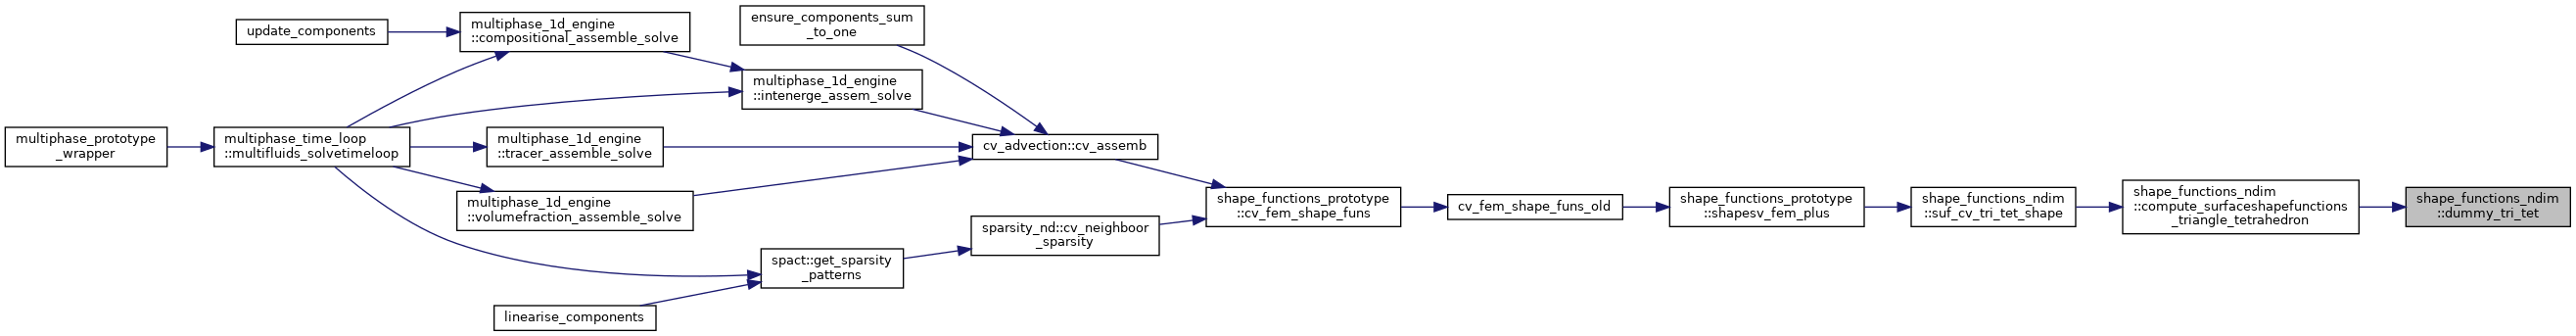 multiphase_prototype
_wrapper
update_components
multiphase_time_loop
::multifluids_solvetimeloop
multiphase_1d_engine
::compositional_assemble_solve
multiphase_1d_engine
::tracer_assemble_solve
multiphase_1d_engine
::volumefraction_assemble_solve
linearise_components
ensure_components_sum
_to_one
multiphase_1d_engine
::intenerge_assem_solve
spact::get_sparsity
_patterns
cv_advection::cv_assemb
sparsity_nd::cv_neighboor
_sparsity
shape_functions_prototype
::cv_fem_shape_funs
cv_fem_shape_funs_old
shape_functions_prototype
::shapesv_fem_plus
shape_functions_ndim
::suf_cv_tri_tet_shape
shape_functions_ndim
::compute_surfaceshapefunctions
_triangle_tetrahedron
shape_functions_ndim
::dummy_tri_tet